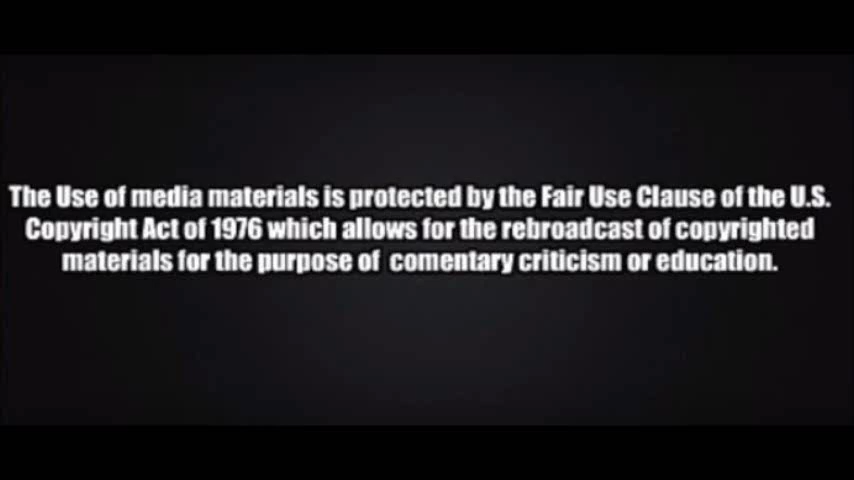 The Use of media materials is protected by the Fair Use Clause of the U.S.
Copyright Act of 1976 which allows for the rebroadcast of copyrighted
materials for the purpose of comentary criticism or education.